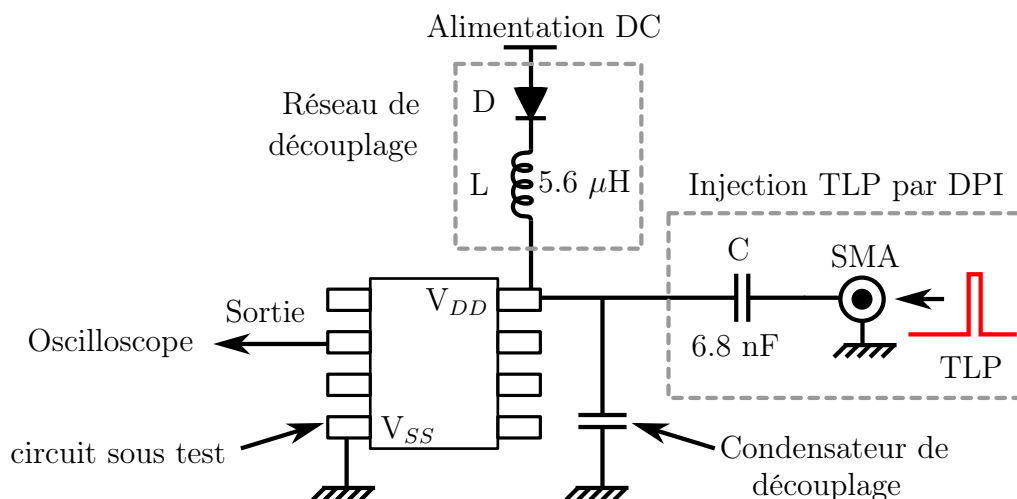 Alimentation DC
Réseau de
découplage
D
L
5.6 μH
Injection TLP par DPI
C
SMA
6.8 nF
TLP
V_DD
Sortie
Oscilloscope
V_SS
circuit sous test
Condensateur de
découplage